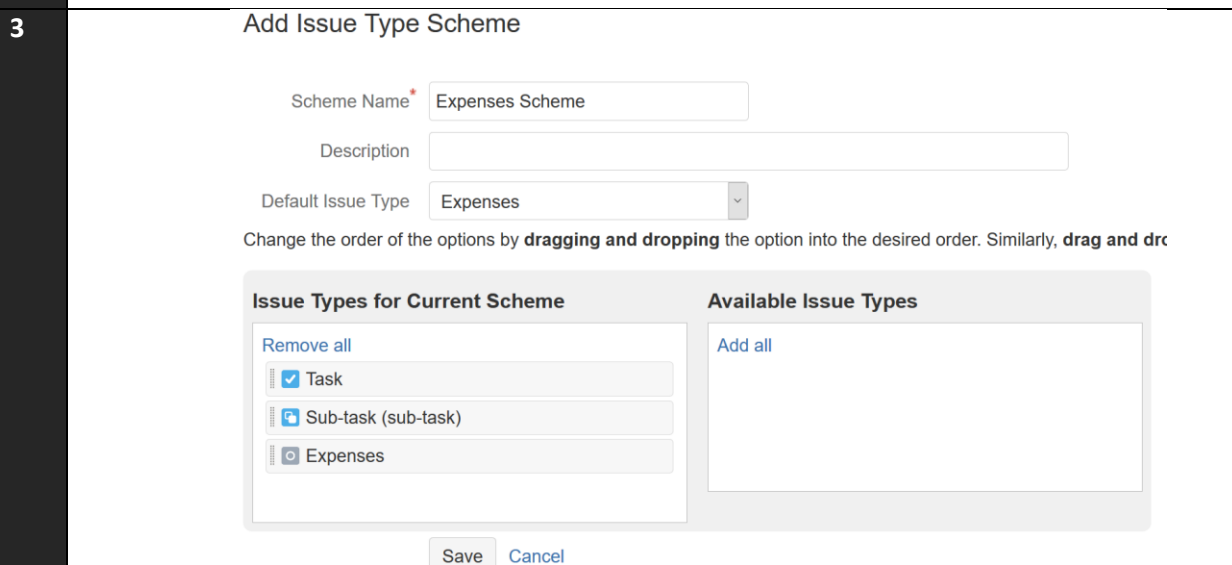 3
Add Issue Type Scheme
Scheme Name* Expenses Scheme
Description
Default Issue Type Expenses
Change the order of the options by dragging and dropping the option into the desired order. Similarly, drag and
Issue Types for Current Scheme Available Issue Types
Remove all Add all
Task
Sub-task (sub-task)
Expenses
Save Cancel